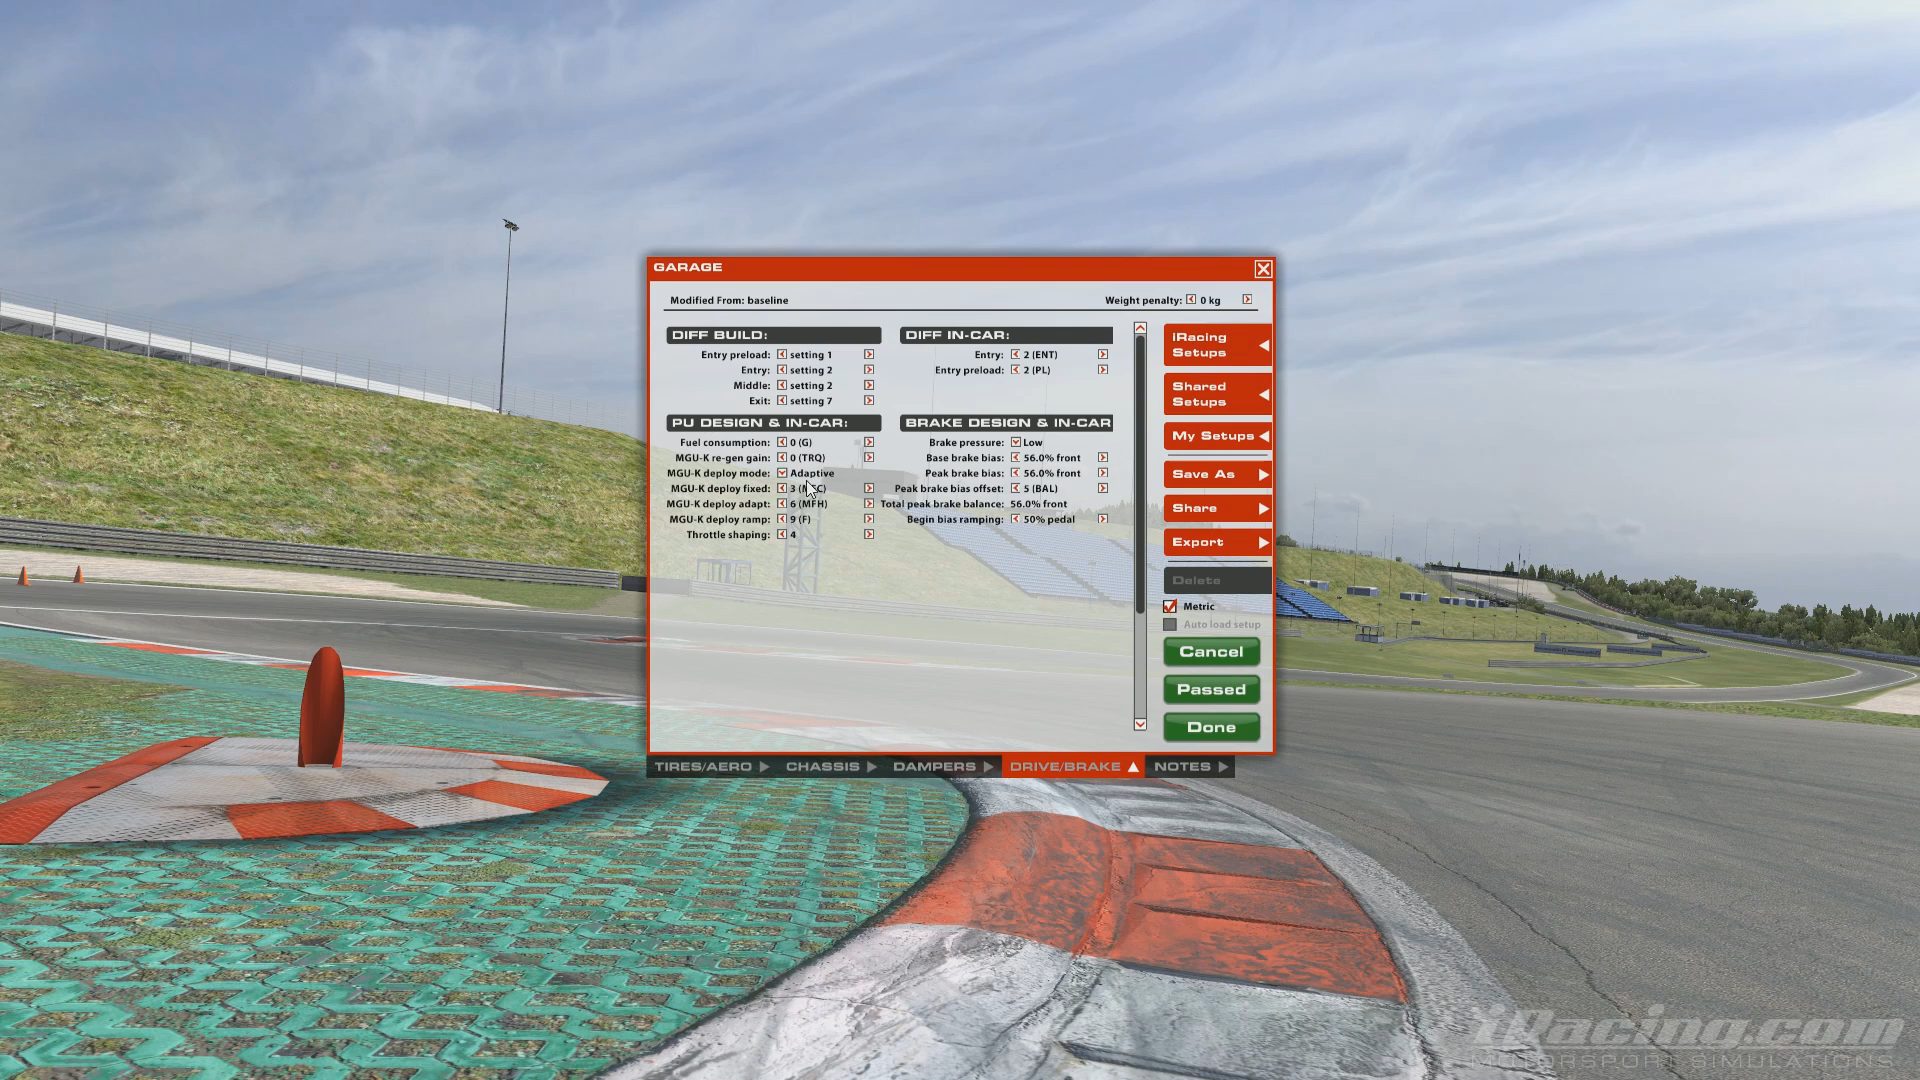 GARAGE
Modified From: baseline
Weight penalty: 0 kg
DIFF BUILD:
Entry preload: setting 1
Entry: setting 2
Middle: setting 2
Exit: setting 7
DIFF IN-CAR:
Entry: 2 (ENT)
Entry preload: 2 (PL)
PU DESIGN & IN-CAR:
Fuel consumption: 0 (G)
MGU-K re-gen gain: 0 (TRQ)
MGU-K deploy mode: Adaptive
MGU-K deploy fixed: 3
MGU-K deploy adapt: 6 (MFH)
MGU-K deploy ramp: 9 (F)
Throttle shaping: 4
BRAKE DESIGN & IN-CAR
Brake pressure: Low
Base brake bias: 56.0% front
Peak brake bias: 56.0% front
Peak brake bias offset: 5 (BAL)
Total peak brake balance: 56.0% front
Begin bias ramping: 50% pedal
iRacing
Setups
Shared
Setups
My Setups
Save As
Share
Export
Delete
Metric
Auto load setup
Cancel
Passed
Done
TIRES/AERO
CHASSIS
DAMPERS
DRIVE/BRAKE
NOTES
iRacing.com
MOTORSPORT SIMULATIONS